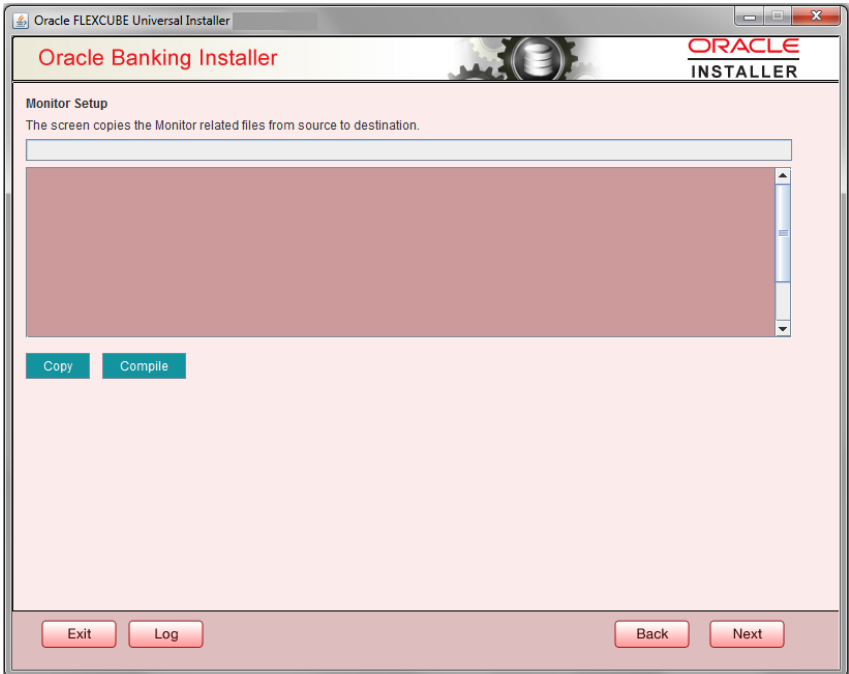 Oracle FLEXCUBE Universal Installer
Oracle Banking Installer
ORACLE
INSTALLER
Monitor Setup
The screen copies the Monitor related files from source to destination.
Copy
Compile
Exit
Log
Back
Next